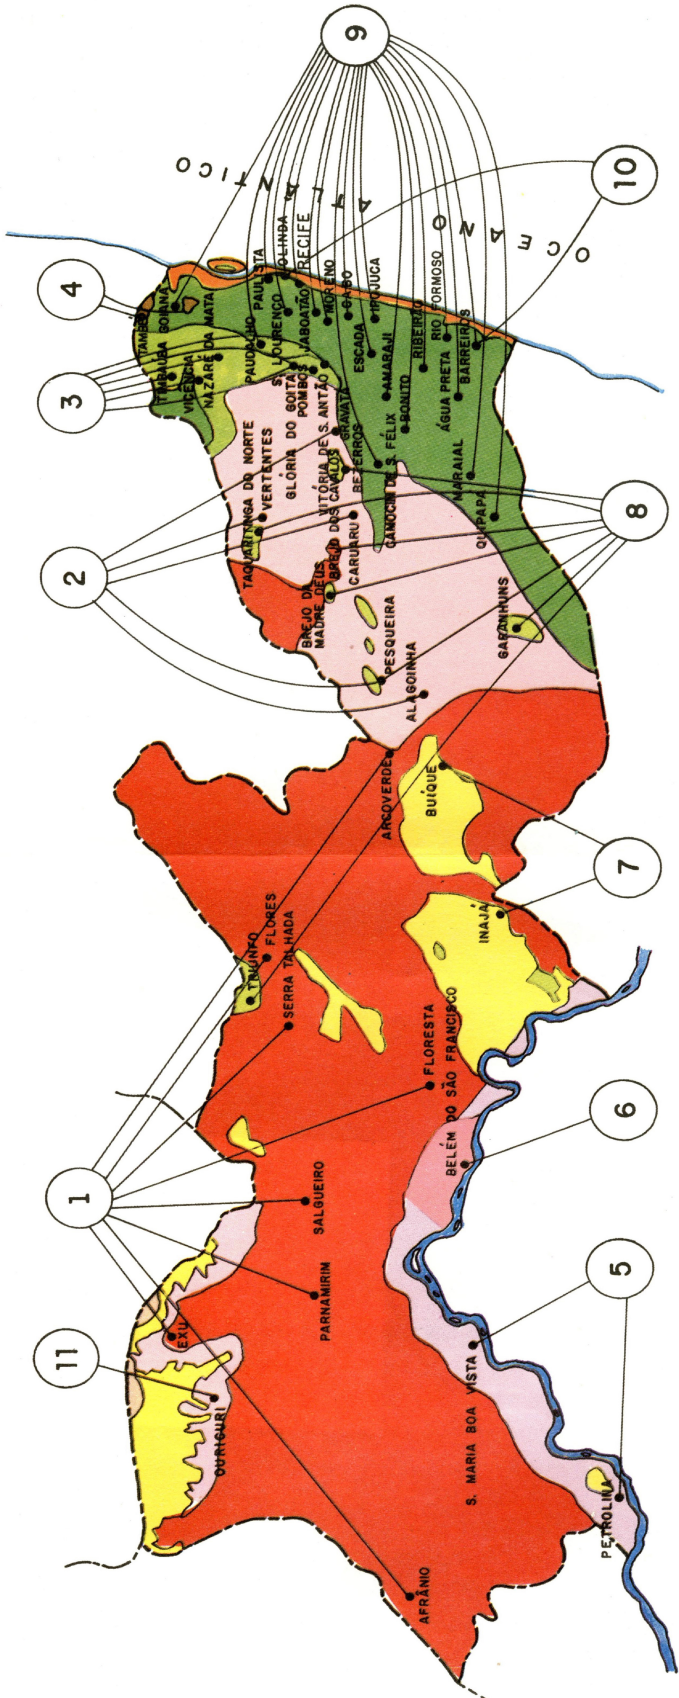 1
2
3
4
5
6
7
8
9
10
11
OCEANO ATLÂNTICO
AFRÂNIO
PETROLINA
S. MARIA BOA VISTA
OURICURI
EXU
PARNAMIRIM
SALGUEIRO
BELÉM DO SÃO FRANCISCO
FLORESTA
SERRA TALHADA
TRIUNFO
FLORES
INAJÁ
BUÍQUE
ARCOVERDE
ALAGOINHA
PESQUEIRA
GARANHUNS
BREJO DA
MADRE DEUS
BREJO DOS CAVALOS
CARUARU
TAQUARITINGA DO NORTE
VERTENTES
BEZERROS
GRAVATÁ
CAMOCIM DE S. FÉLIX
QUIPAPÁ
MARAIAL
BONITO
AMARAJI
ÁGUA PRETA
BARREIROS
RIO FORMOSO
RIBEIRÃO
ESCADA
IPOJUCA
CABO
MORENO
JABOATÃO
RECIFE
OLINDA
PAULISTA
S. LOURENÇO
PAUDALHO
GLÓRIA DO GOITÁ
POMBOS
VITÓRIA DE S. ANTÃO
NAZARÉ DA MATA
VICÊNCIA
TIMBAÚBA
GOIANA